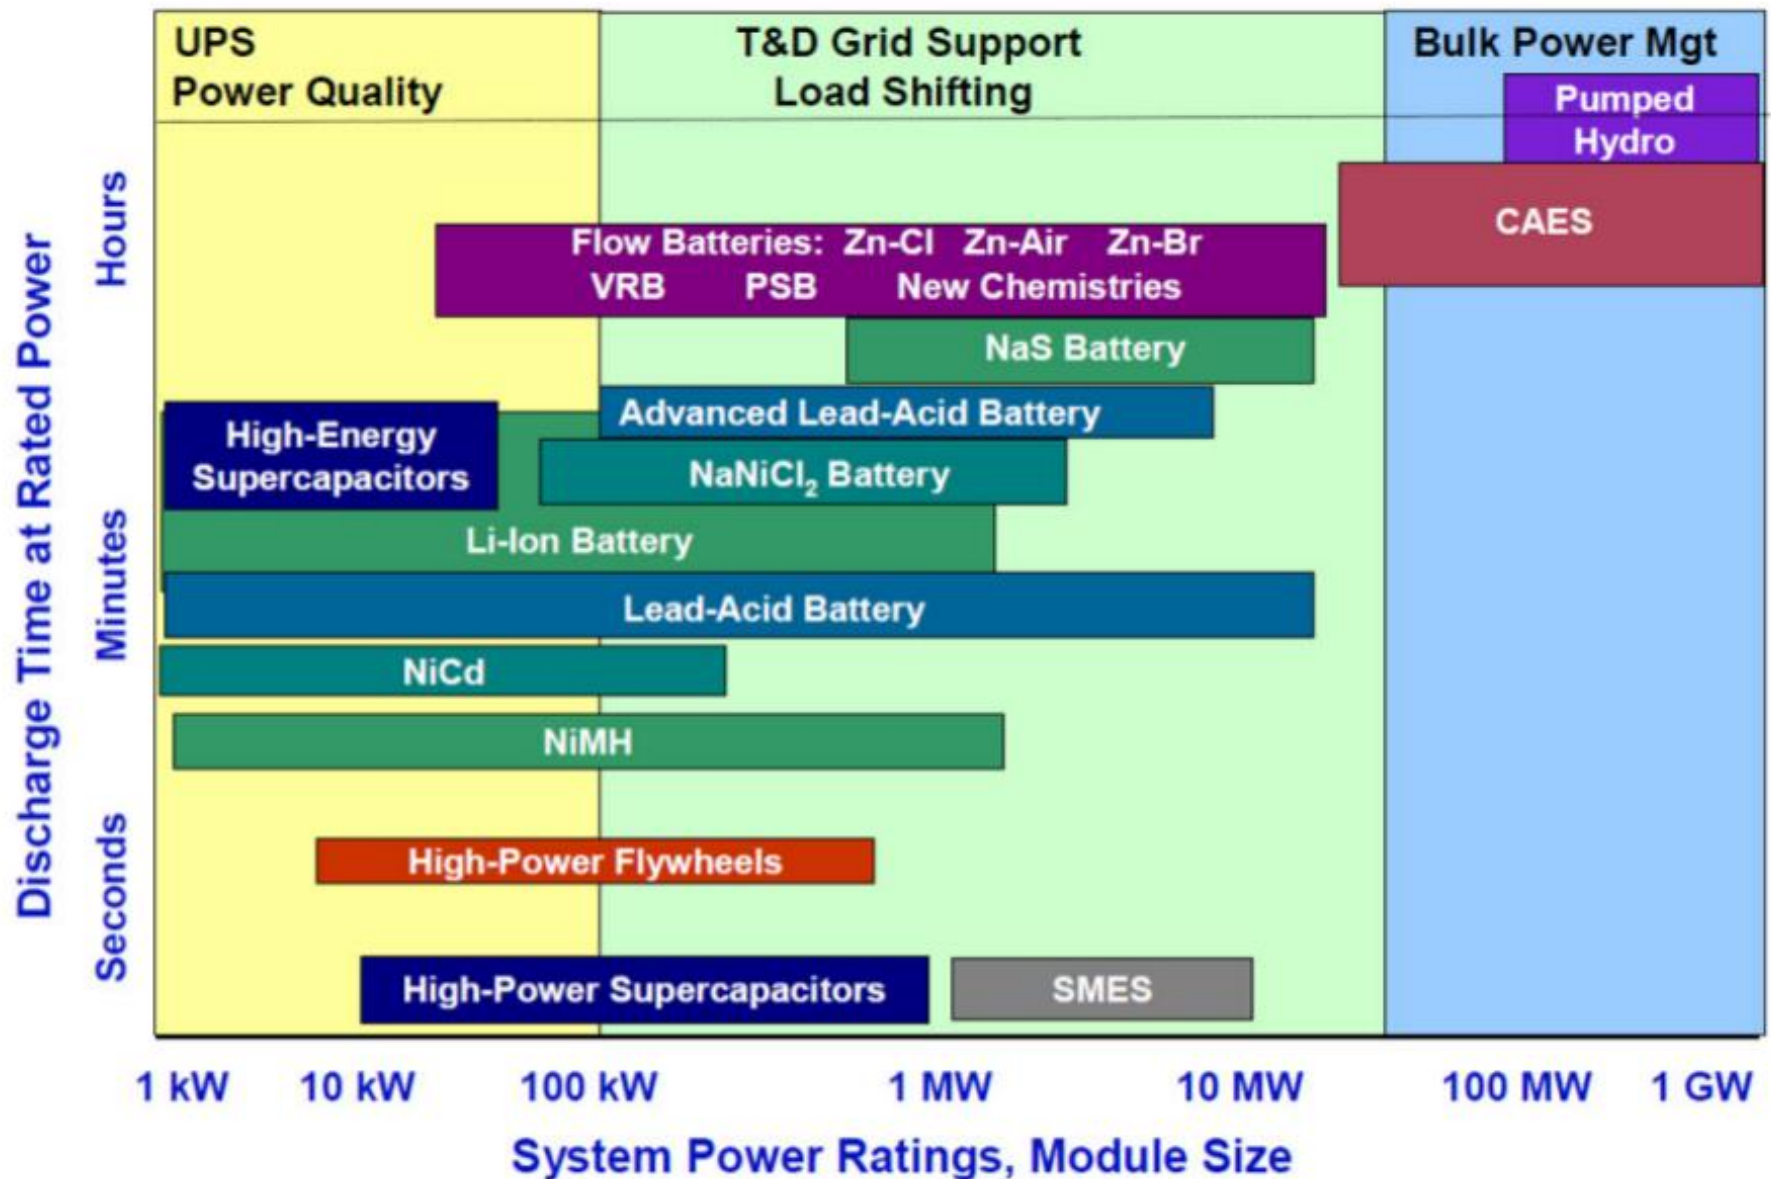 UPS
Power Quality
T&D Grid Support
Load Shifting
Bulk Power Mgt
Pumped
Hydro
CAES
Flow Batteries: Zn-Cl Zn-Air Zn-Br
VRB PSB New Chemistries
NaS Battery
Advanced Lead-Acid Battery
High-Energy
Supercapacitors
NaNiCl₂ Battery
Li-Ion Battery
Lead-Acid Battery
NiCd
NiMH
High-Power Flywheels
High-Power Supercapacitors
SMES
Discharge Time at Rated Power
Hours
Minutes
Seconds
1 kW 10 kW 100 kW 1 MW 10 MW 100 MW 1 GW
System Power Ratings, Module Size